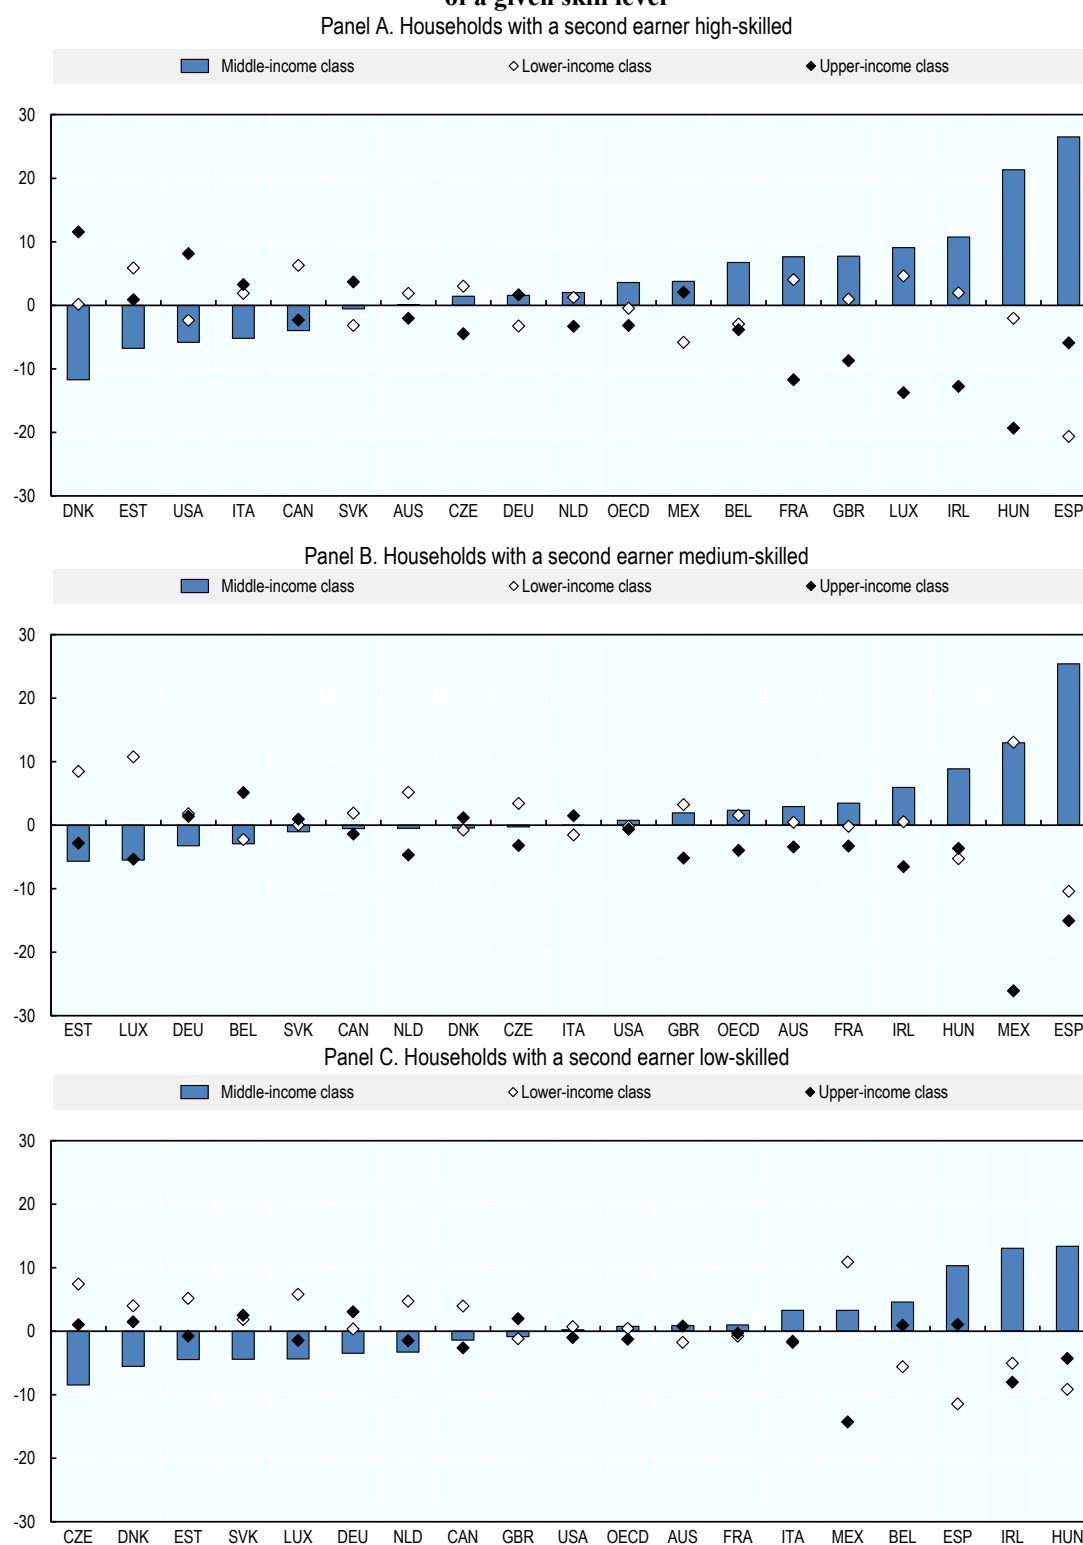 of a given skill level
Panel A. Households with a second earner high-skilled
Middle-income class ◇ Lower-income class ◆ Upper-income class
30
20
10
0
-10
-20
-30
DNK EST USA ITA CAN SVK AUS CZE DEU NLD OECD MEX BEL FRA GBR LUX IRL HUN ESP
Panel B. Households with a second earner medium-skilled
Middle-income class ◇ Lower-income class ◆ Upper-income class
30
20
10
0
-10
-20
-30
EST LUX DEU BEL SVK CAN NLD DNK CZE ITA USA GBR OECD AUS FRA IRL HUN MEX ESP
Panel C. Households with a second earner low-skilled
Middle-income class ◇ Lower-income class ◆ Upper-income class
30
20
10
0
-10
-20
-30
CZE DNK EST SVK LUX DEU NLD CAN GBR USA OECD AUS FRA ITA MEX BEL ESP IRL HUN